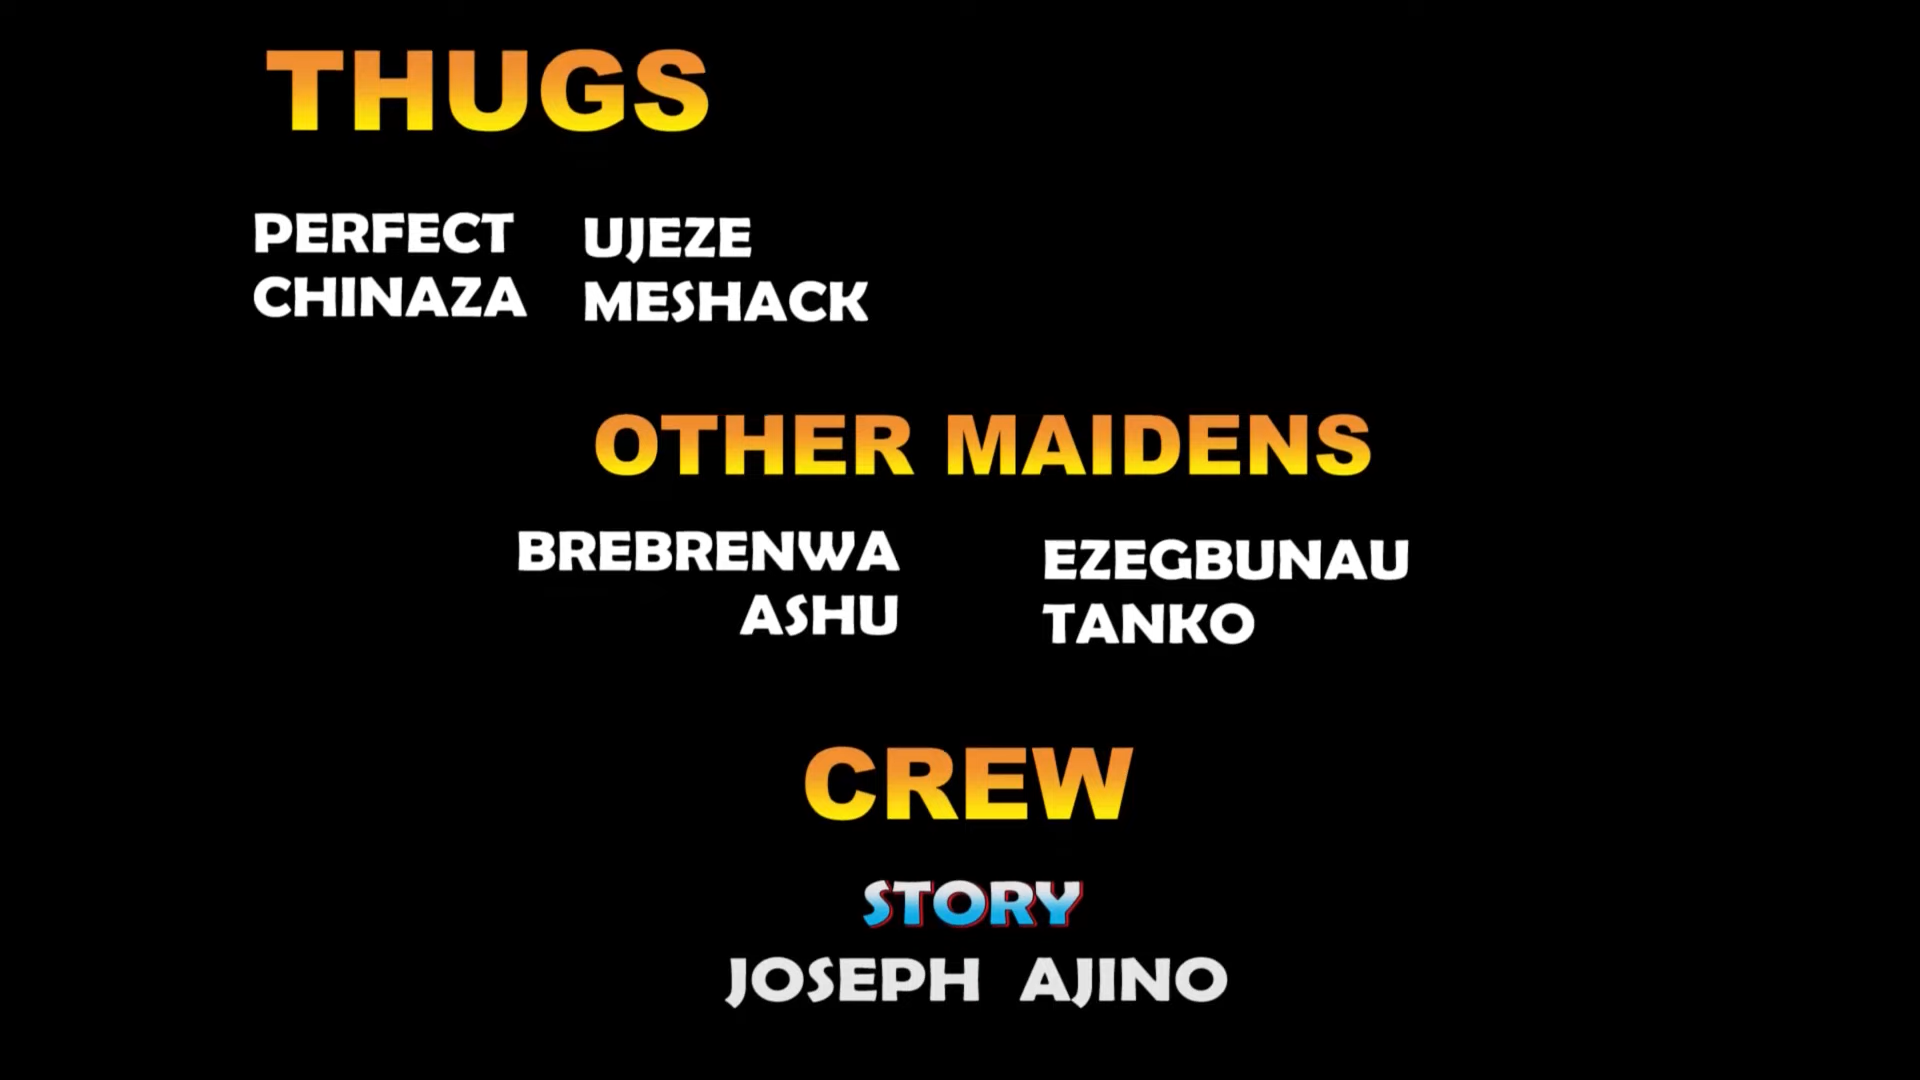 THUGS
PERFECT UJEZE
CHINAZA MESHACK
OTHER MAIDENS
BREBRENWA EZEGBUNAU
ASHU TANKO
CREW
STORY
JOSEPH AJINO